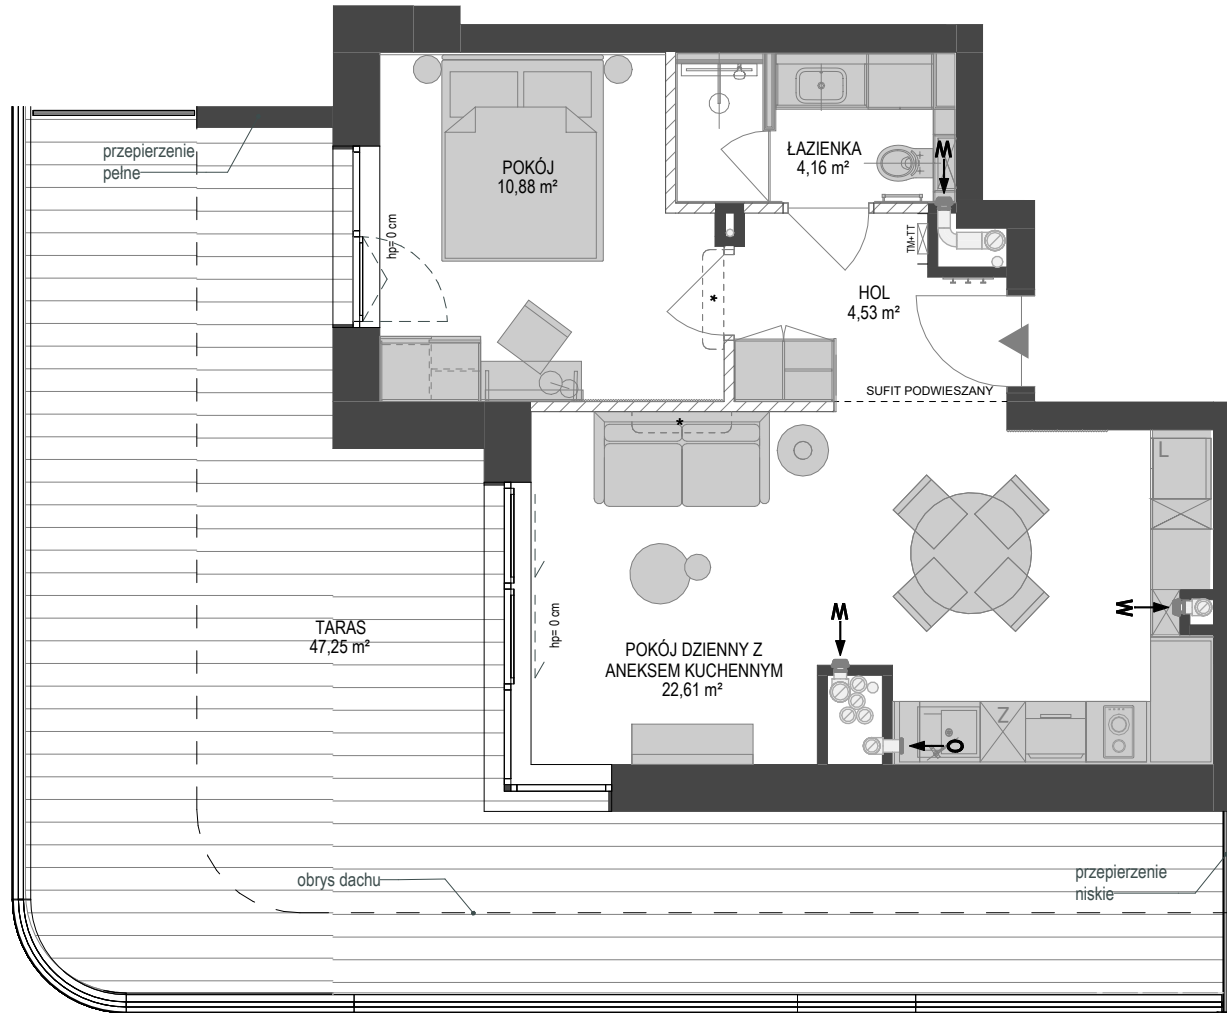 przepierzenie
pełne
POKÓJ
10,88 m²
ŁAZIENKA
4,16 m²
W
hp= 0 cm
TM+TT
*
HOL
4,53 m²
SUFIT PODWIESZANY
*
L
TARAS
47,25 m²
hp= 0 cm
W
W
POKÓJ DZIENNY Z
ANEKSEM KUCHENNYM
22,61 m²
Z
O
obrys dachu
przepierzenie
niskie